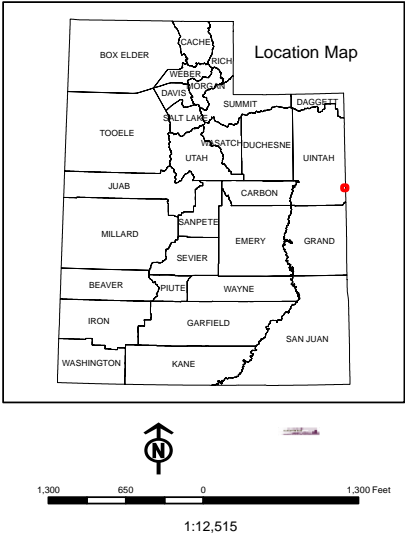 Location Map
CACHE
BOX ELDER
RICH
WEBER
MORGAN
DAVIS
SUMMIT
DAGGETT
SALT LAKE
TOOELE
WASATCH
DUCHESNE
UTAH
UINTAH
JUAB
CARBON
SANPETE
MILLARD
EMERY
GRAND
SEVIER
BEAVER
PIUTE
WAYNE
IRON
GARFIELD
SAN JUAN
WASHINGTON
KANE
N
1,300 650 0 1,300 Feet
1:12,515